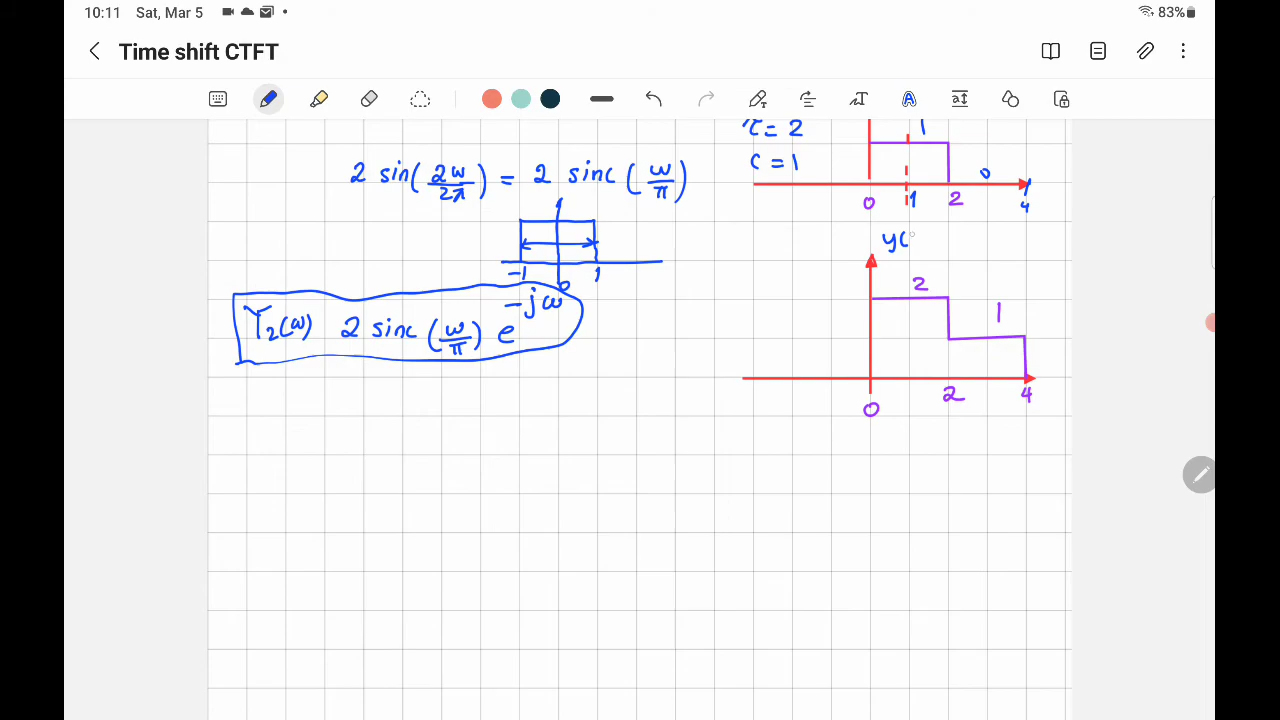 10:11 Sat, Mar 5
83%
Time shift CTFT
τ = 2
c = 1
1
0
0
1
2
4
2 sin(2ω/2π) = 2 sinc (ω/π)
-1
0
1
Y₂(ω) 2 sinc (ω/π) e^-jω
y(
2
1
0
2
4